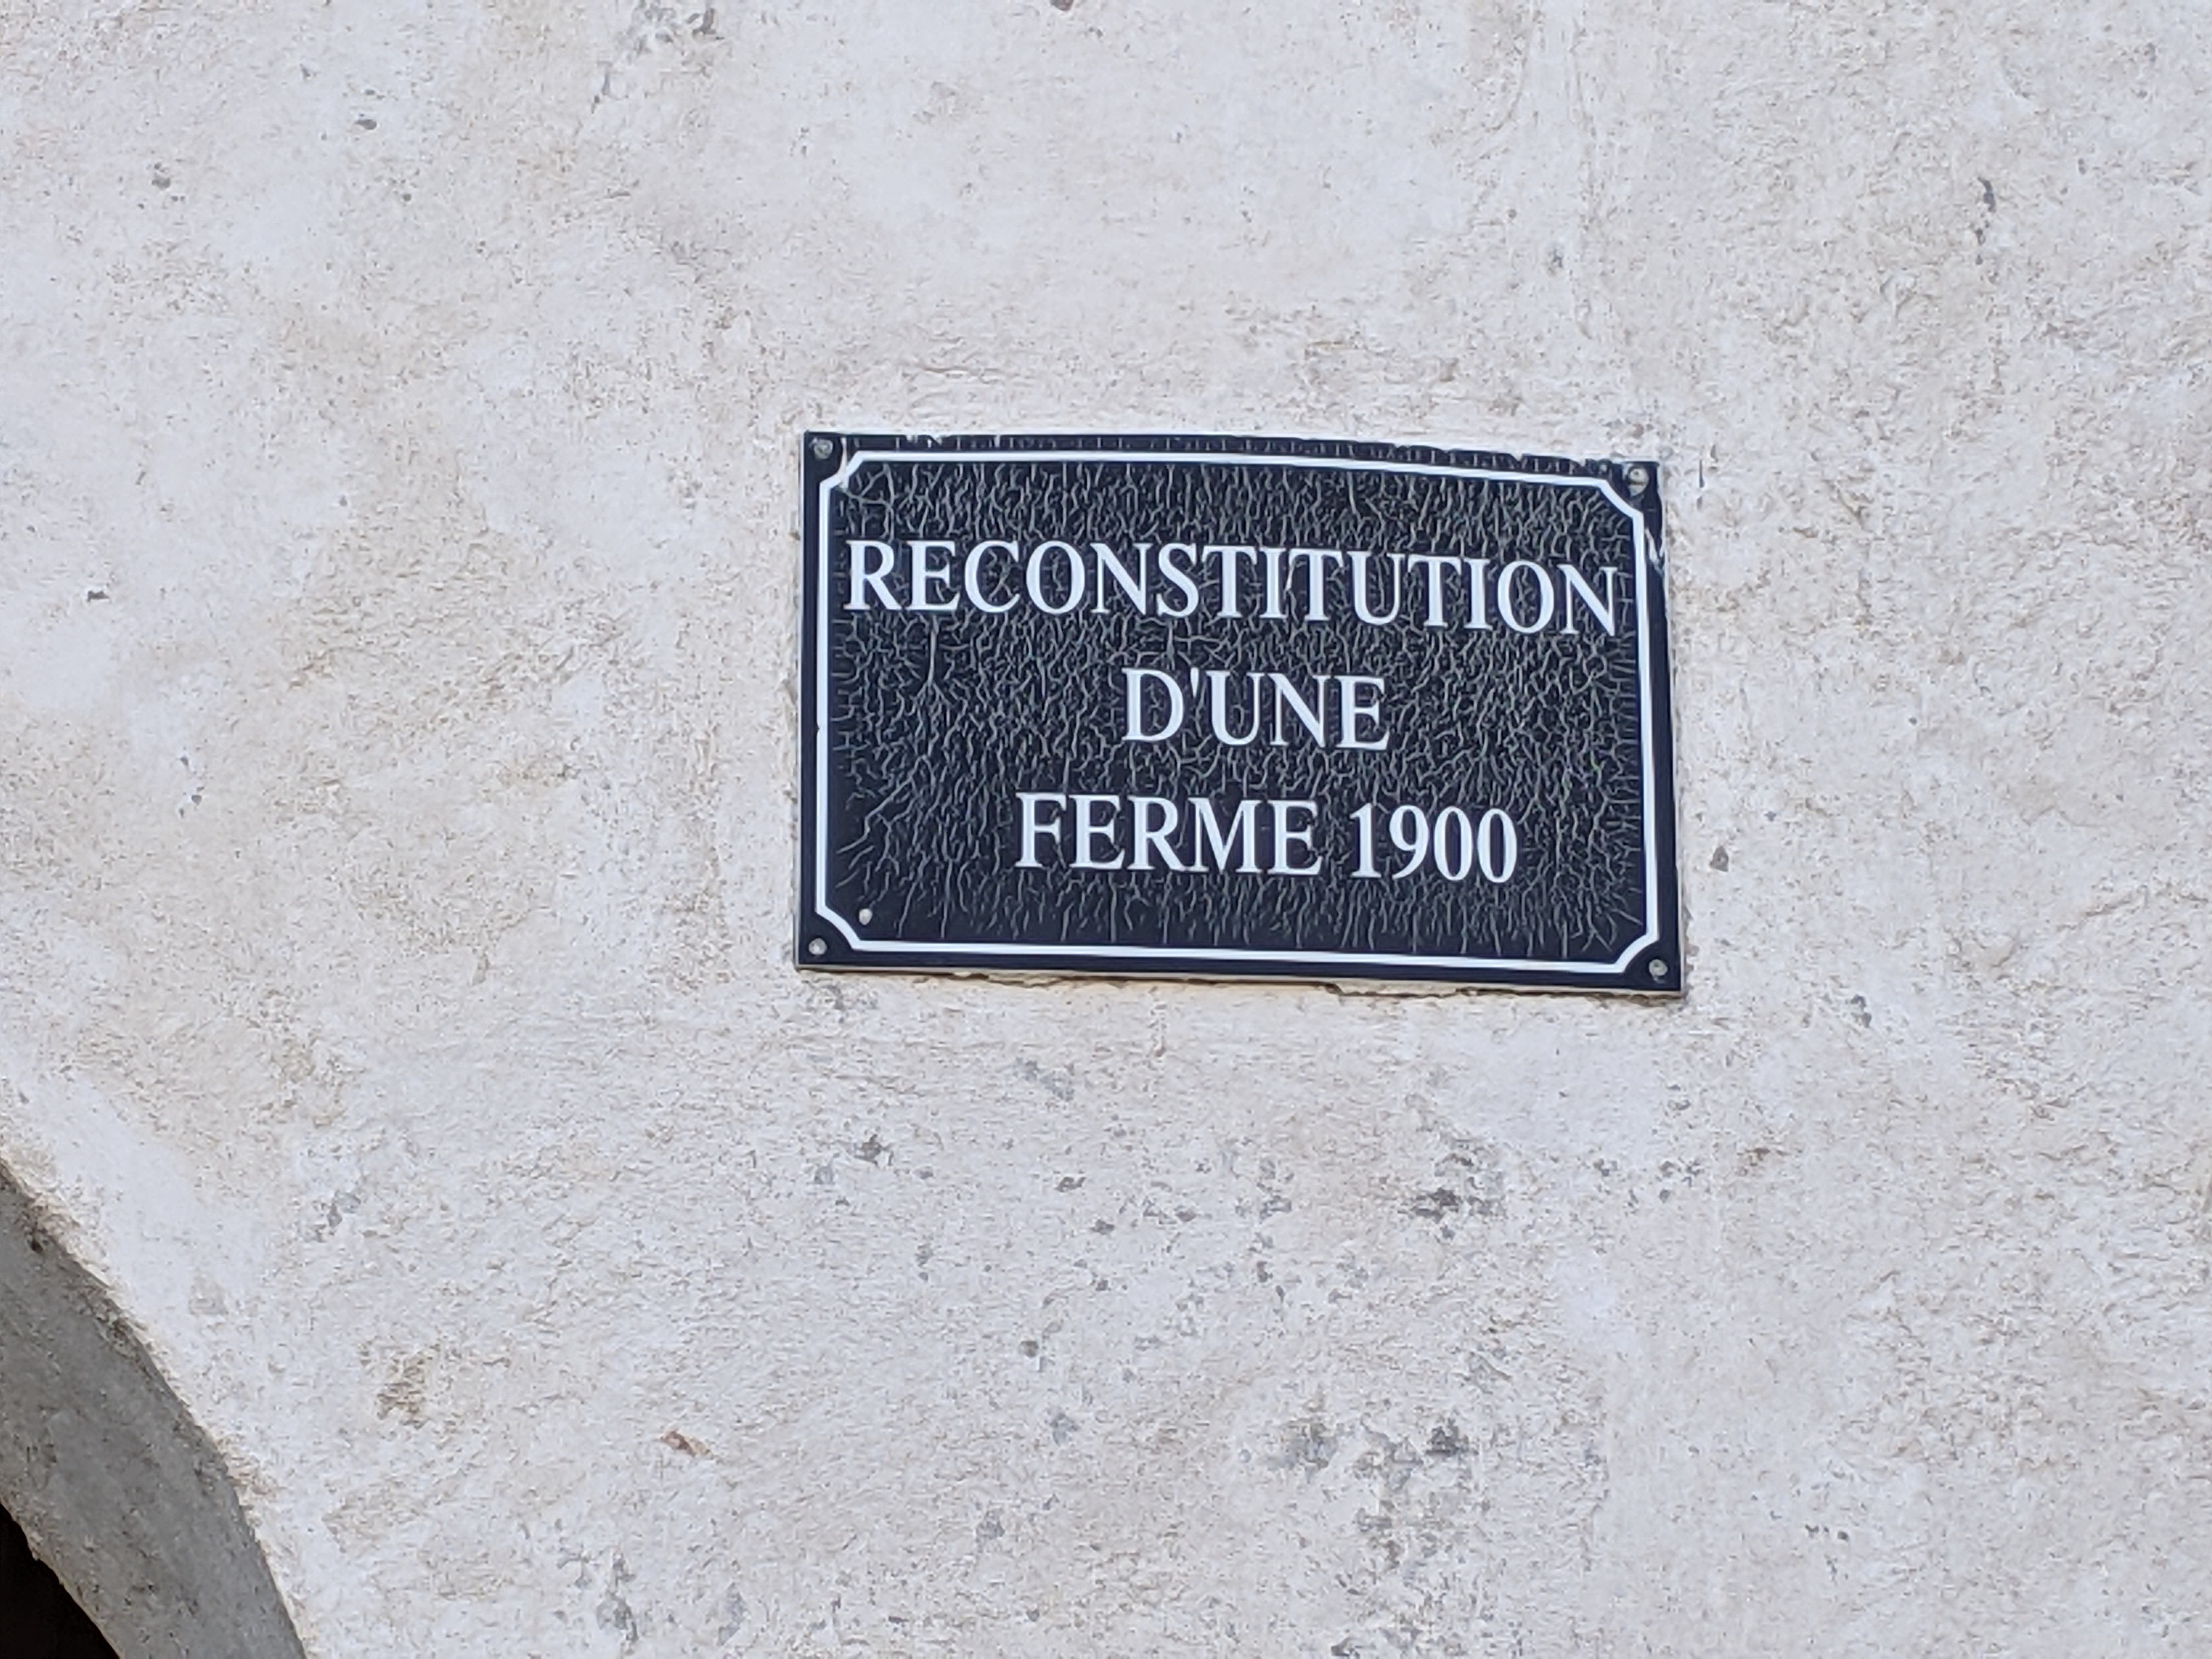 RECONSTITUTION
D'UNE
FERME 1900